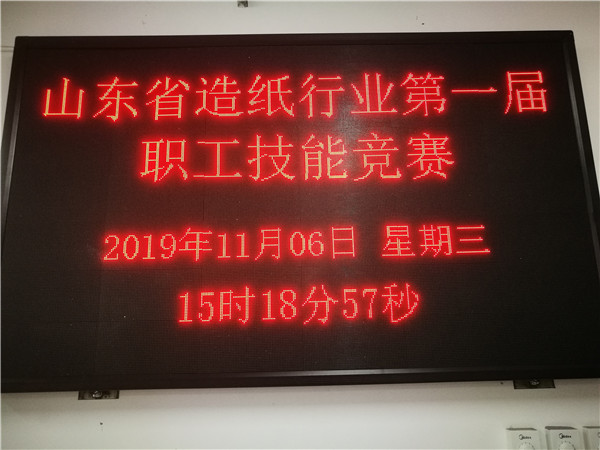 山东省造纸行业第一届
职工技能竞赛
2019年11月06日 星期三
15时18分57秒
Midea
Midea